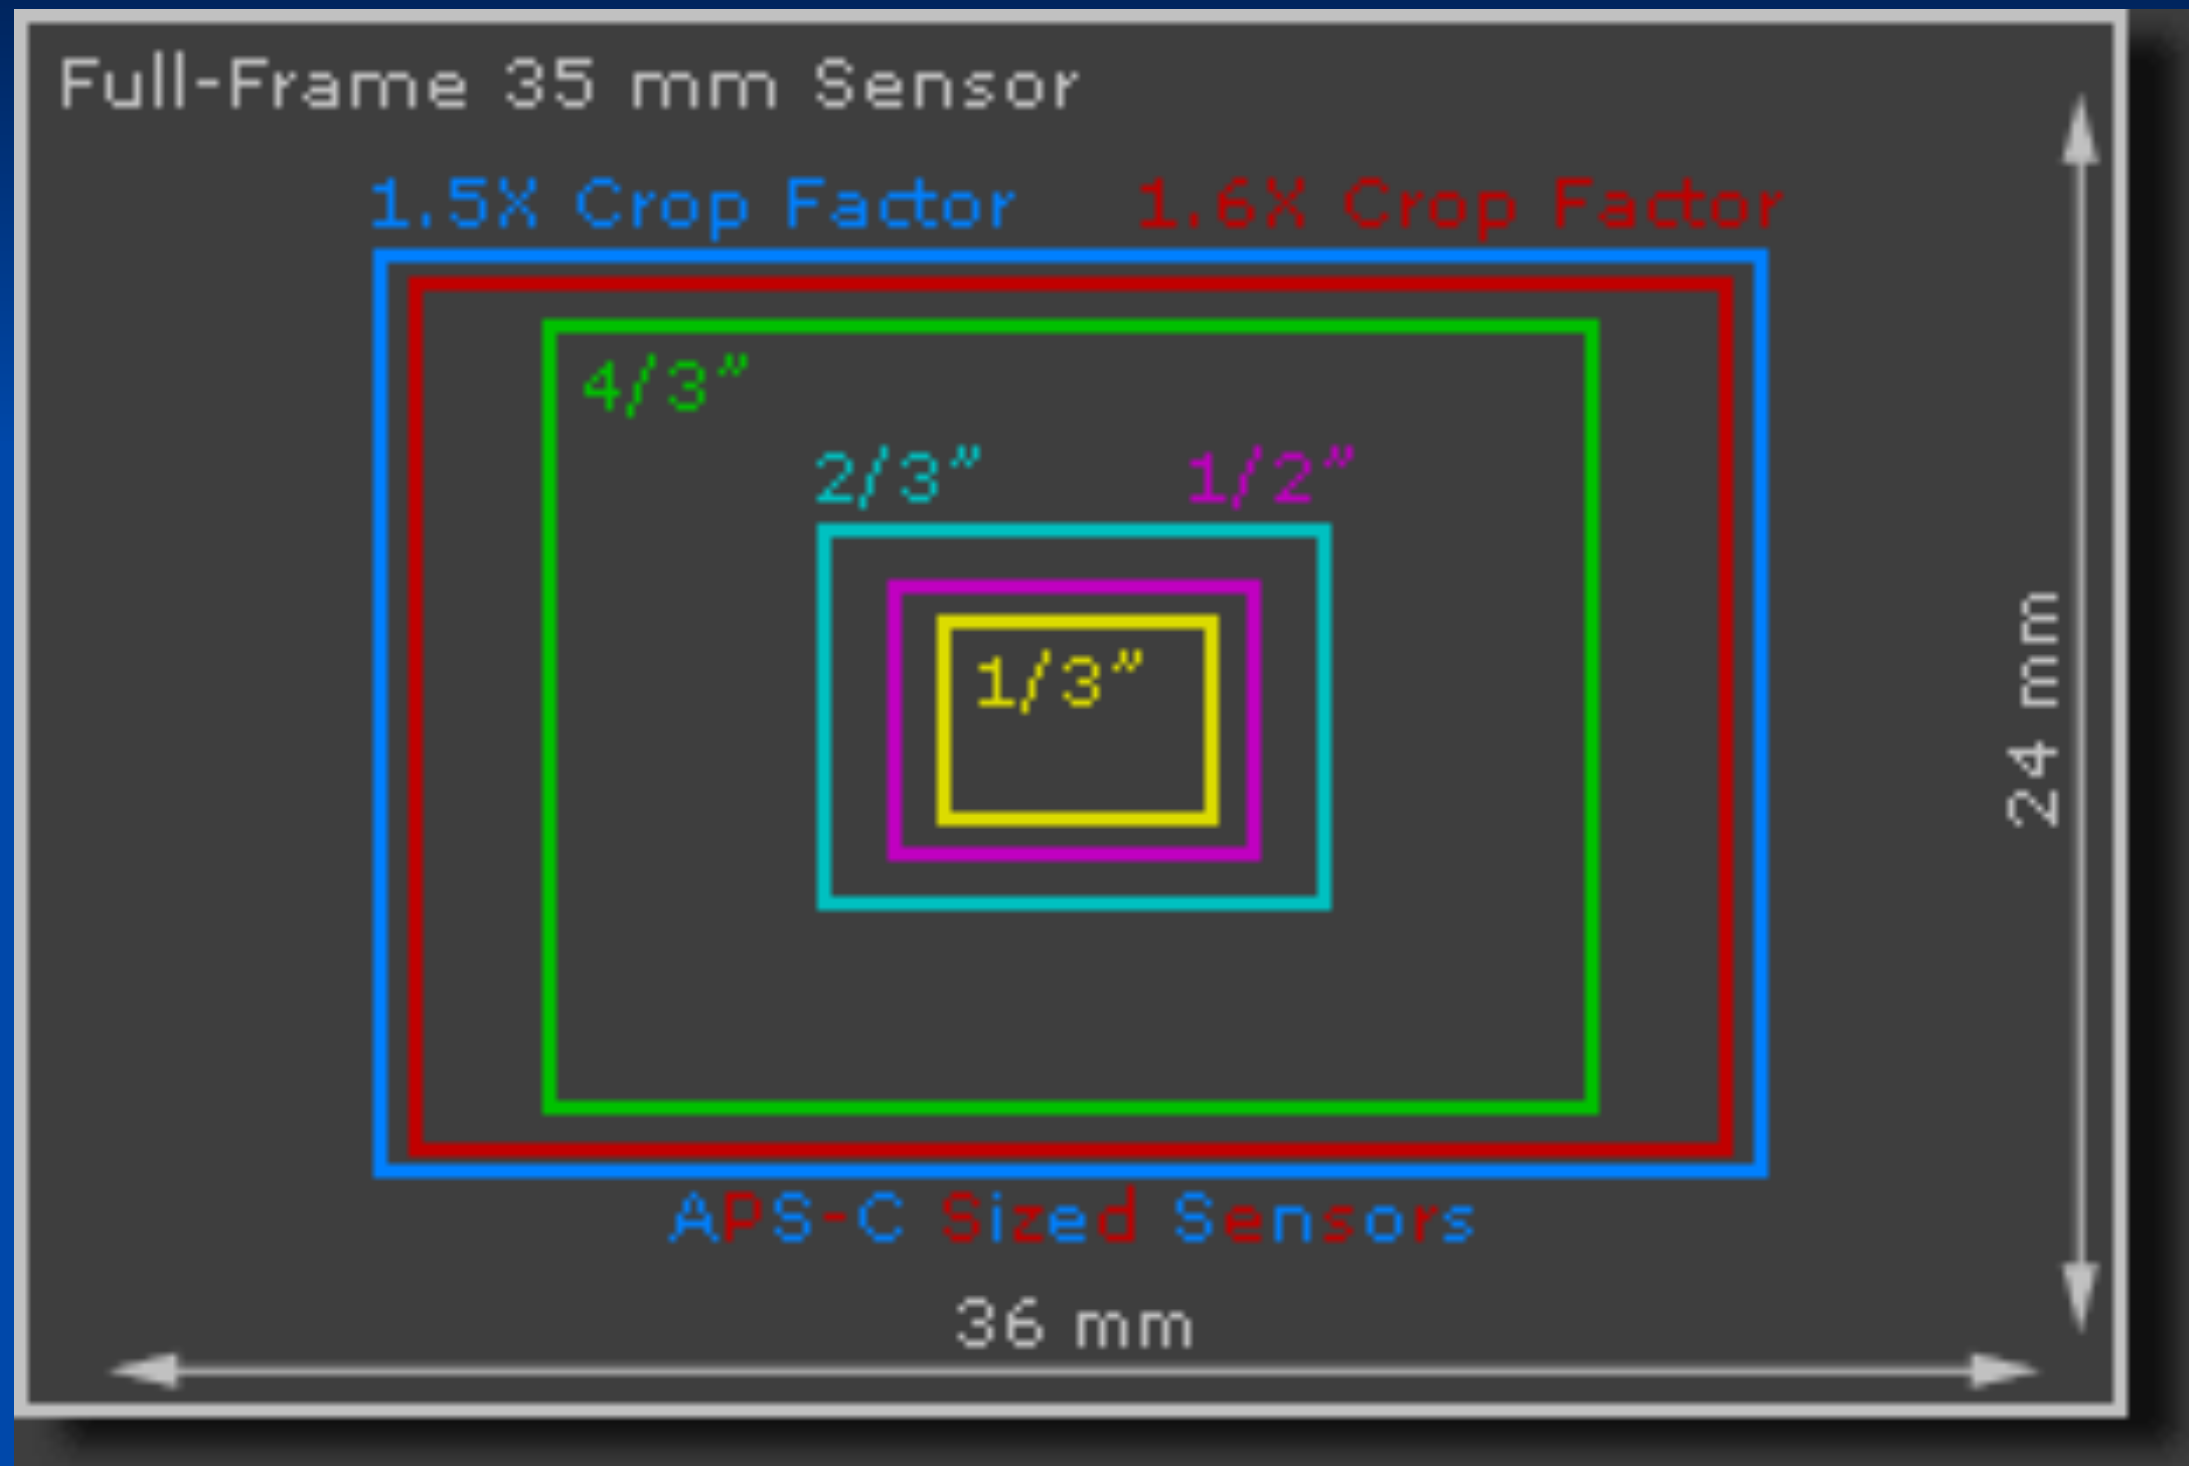 Full-Frame 35 mm Sensor
1.5X Crop Factor
1.6X Crop Factor
4/3"
2/3"
1/2"
1/3"
24 mm
APS-C Sized Sensors
36 mm